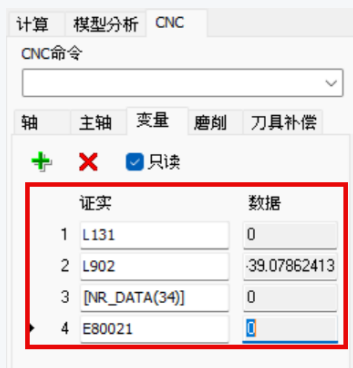 计算 模型分析 CNC
CNC命令
轴 主轴 变量 磨削 刀具补偿
只读
证实 数据
1 L131 0
2 L902 -39.07862413
3 [NR_DATA(34)] 0
4 E80021 0